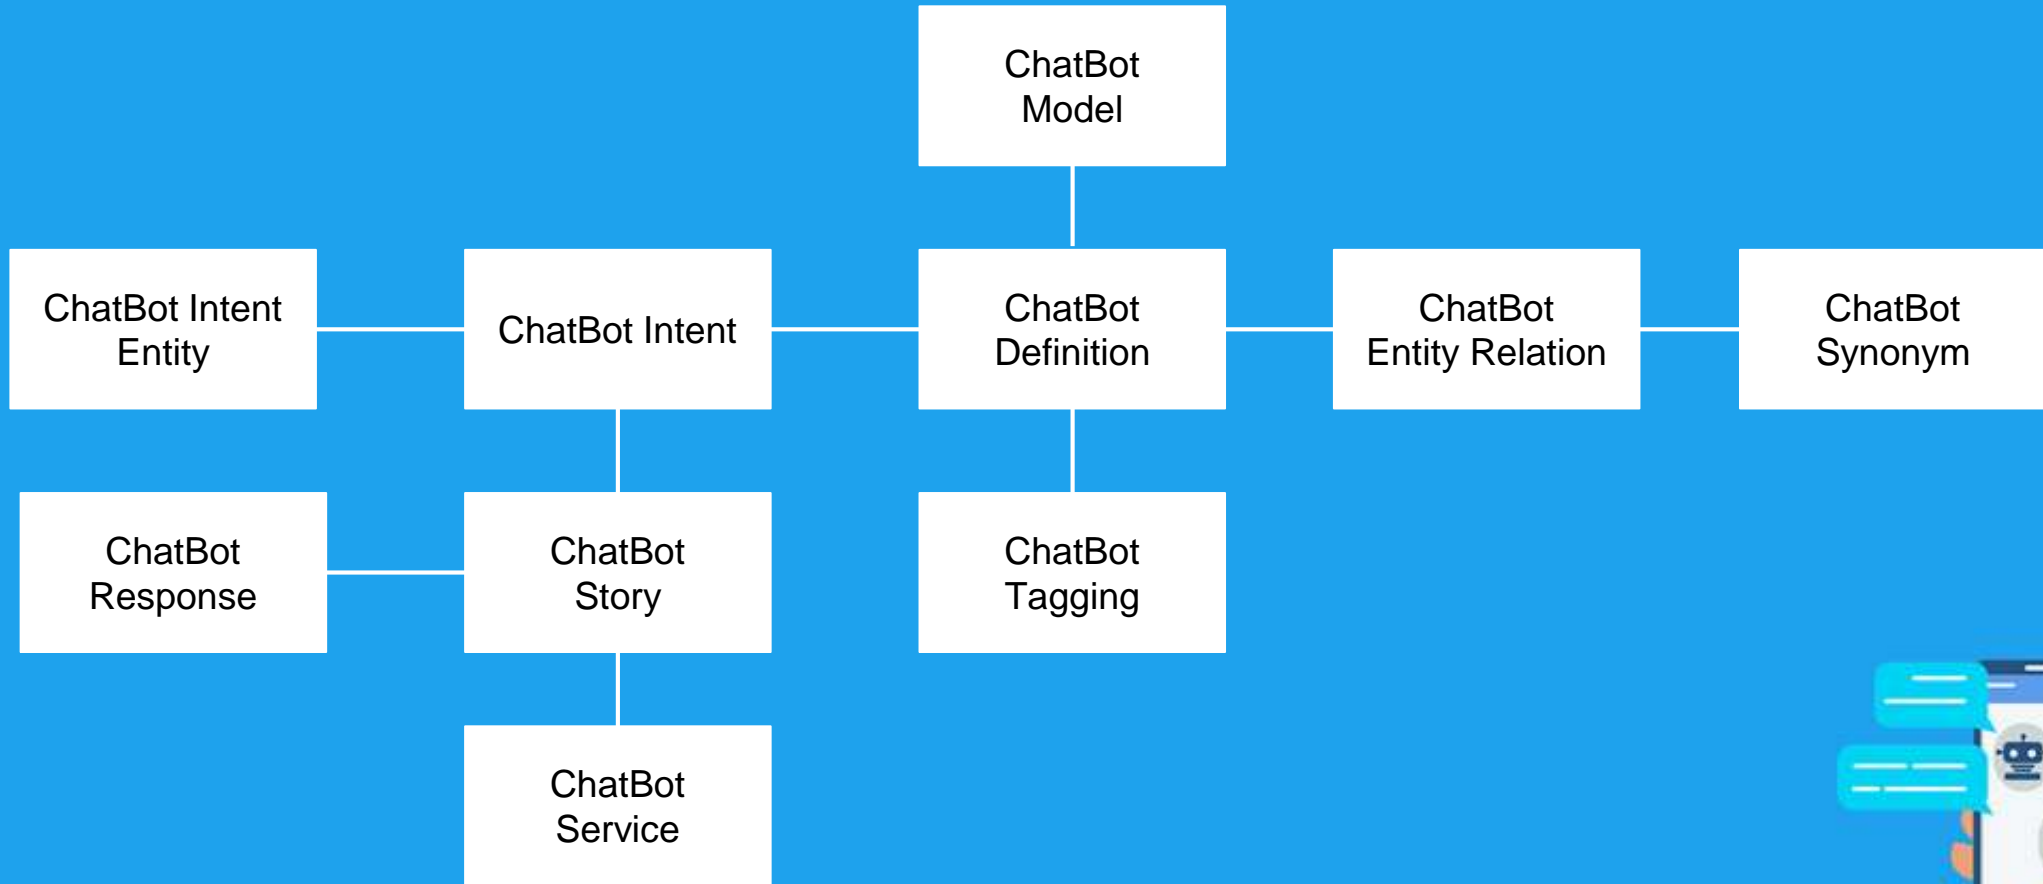 ChatBot
Model
ChatBot Intent
Entity
ChatBot Intent
ChatBot
Definition
ChatBot
Entity Relation
ChatBot
Synonym
ChatBot
Response
ChatBot
Story
ChatBot
Tagging
ChatBot
Service